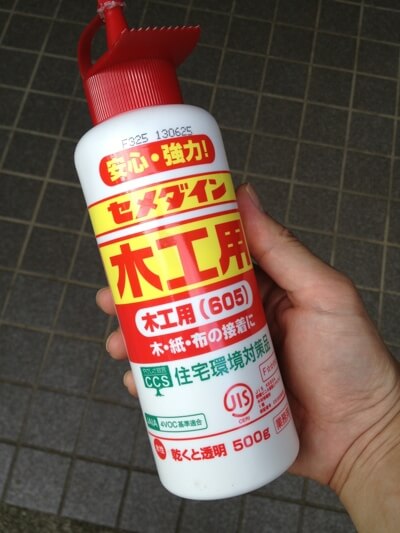 F325 130625
安心・強力!
セメダイン
木工用
木工用(605)
木・紙・布の接着に
CCS
住宅環境対策品
JIS
4VOC基準適合
乾くと透明 500g